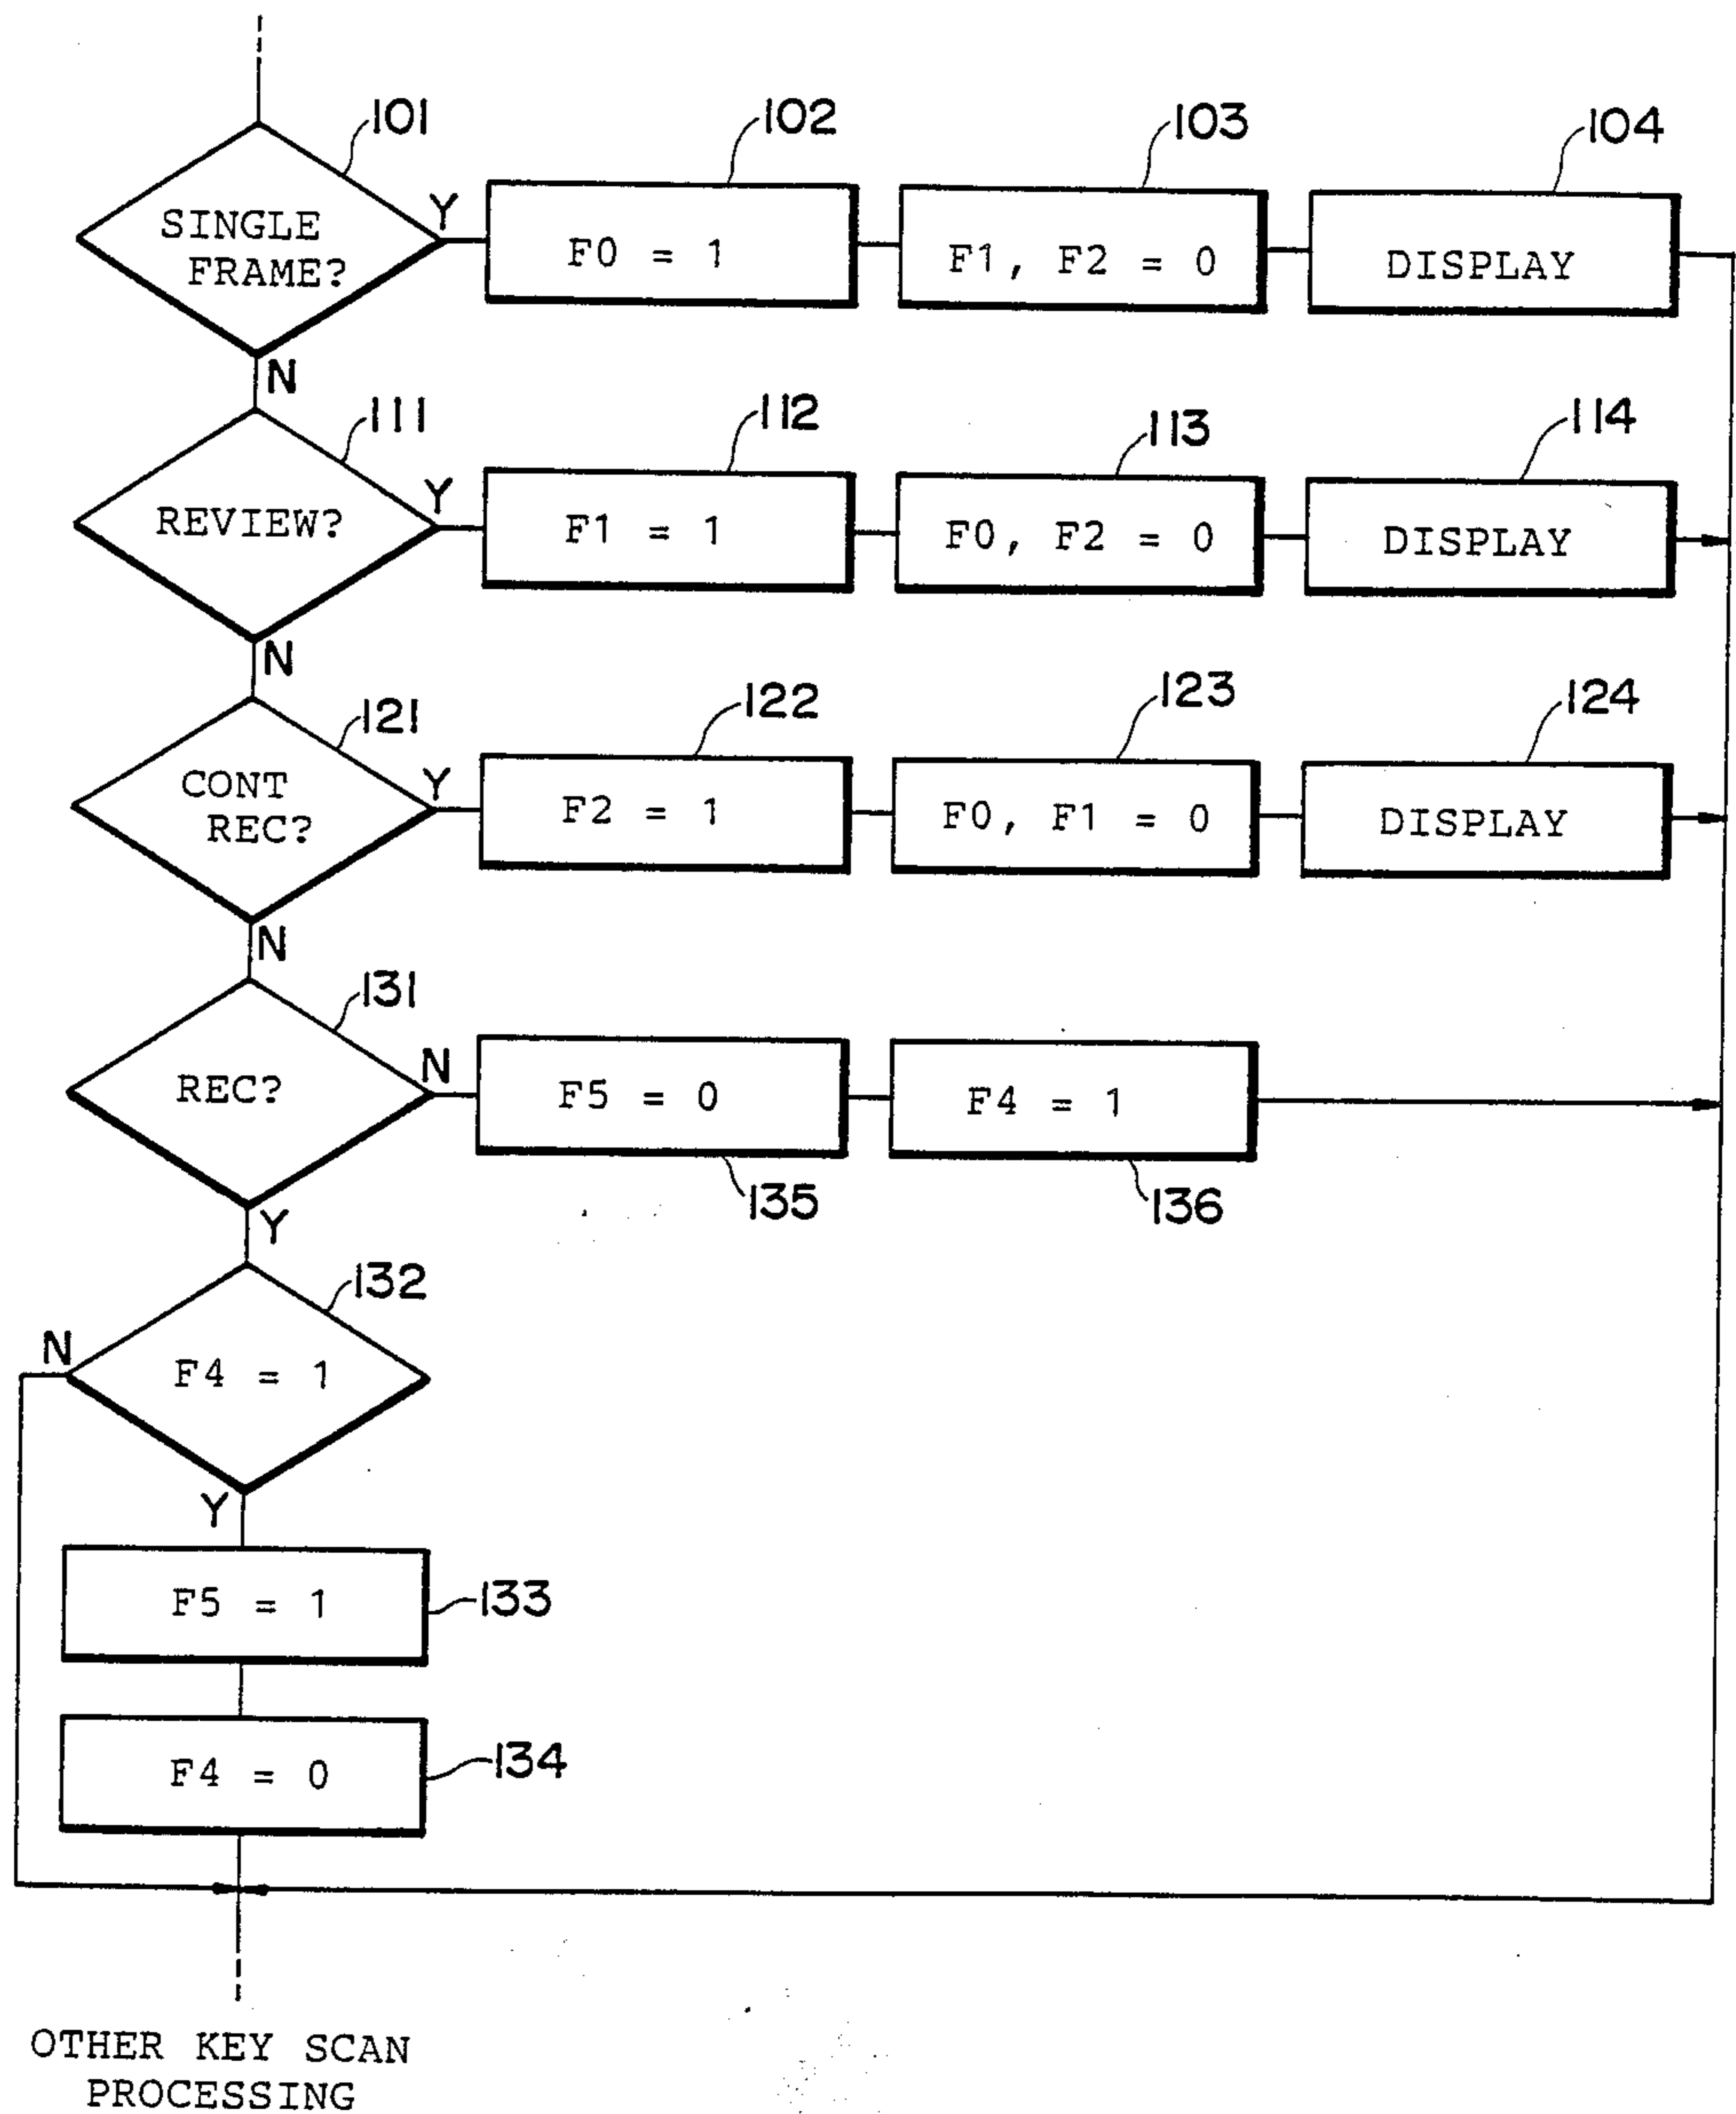 101
102
103
104
SINGLE
FRAME?
Y
F0 = 1
F1, F2 = 0
DISPLAY
N
111
112
113
114
REVIEW?
Y
F1 = 1
F0, F2 = 0
DISPLAY
N
121
122
123
124
CONT
REC?
Y
F2 = 1
F0, F1 = 0
DISPLAY
N
131
REC?
N
F5 = 0
F4 = 1
135
136
Y
132
N
F4 = 1
Y
F5 = 1
133
F4 = 0
134
OTHER KEY SCAN
PROCESSING